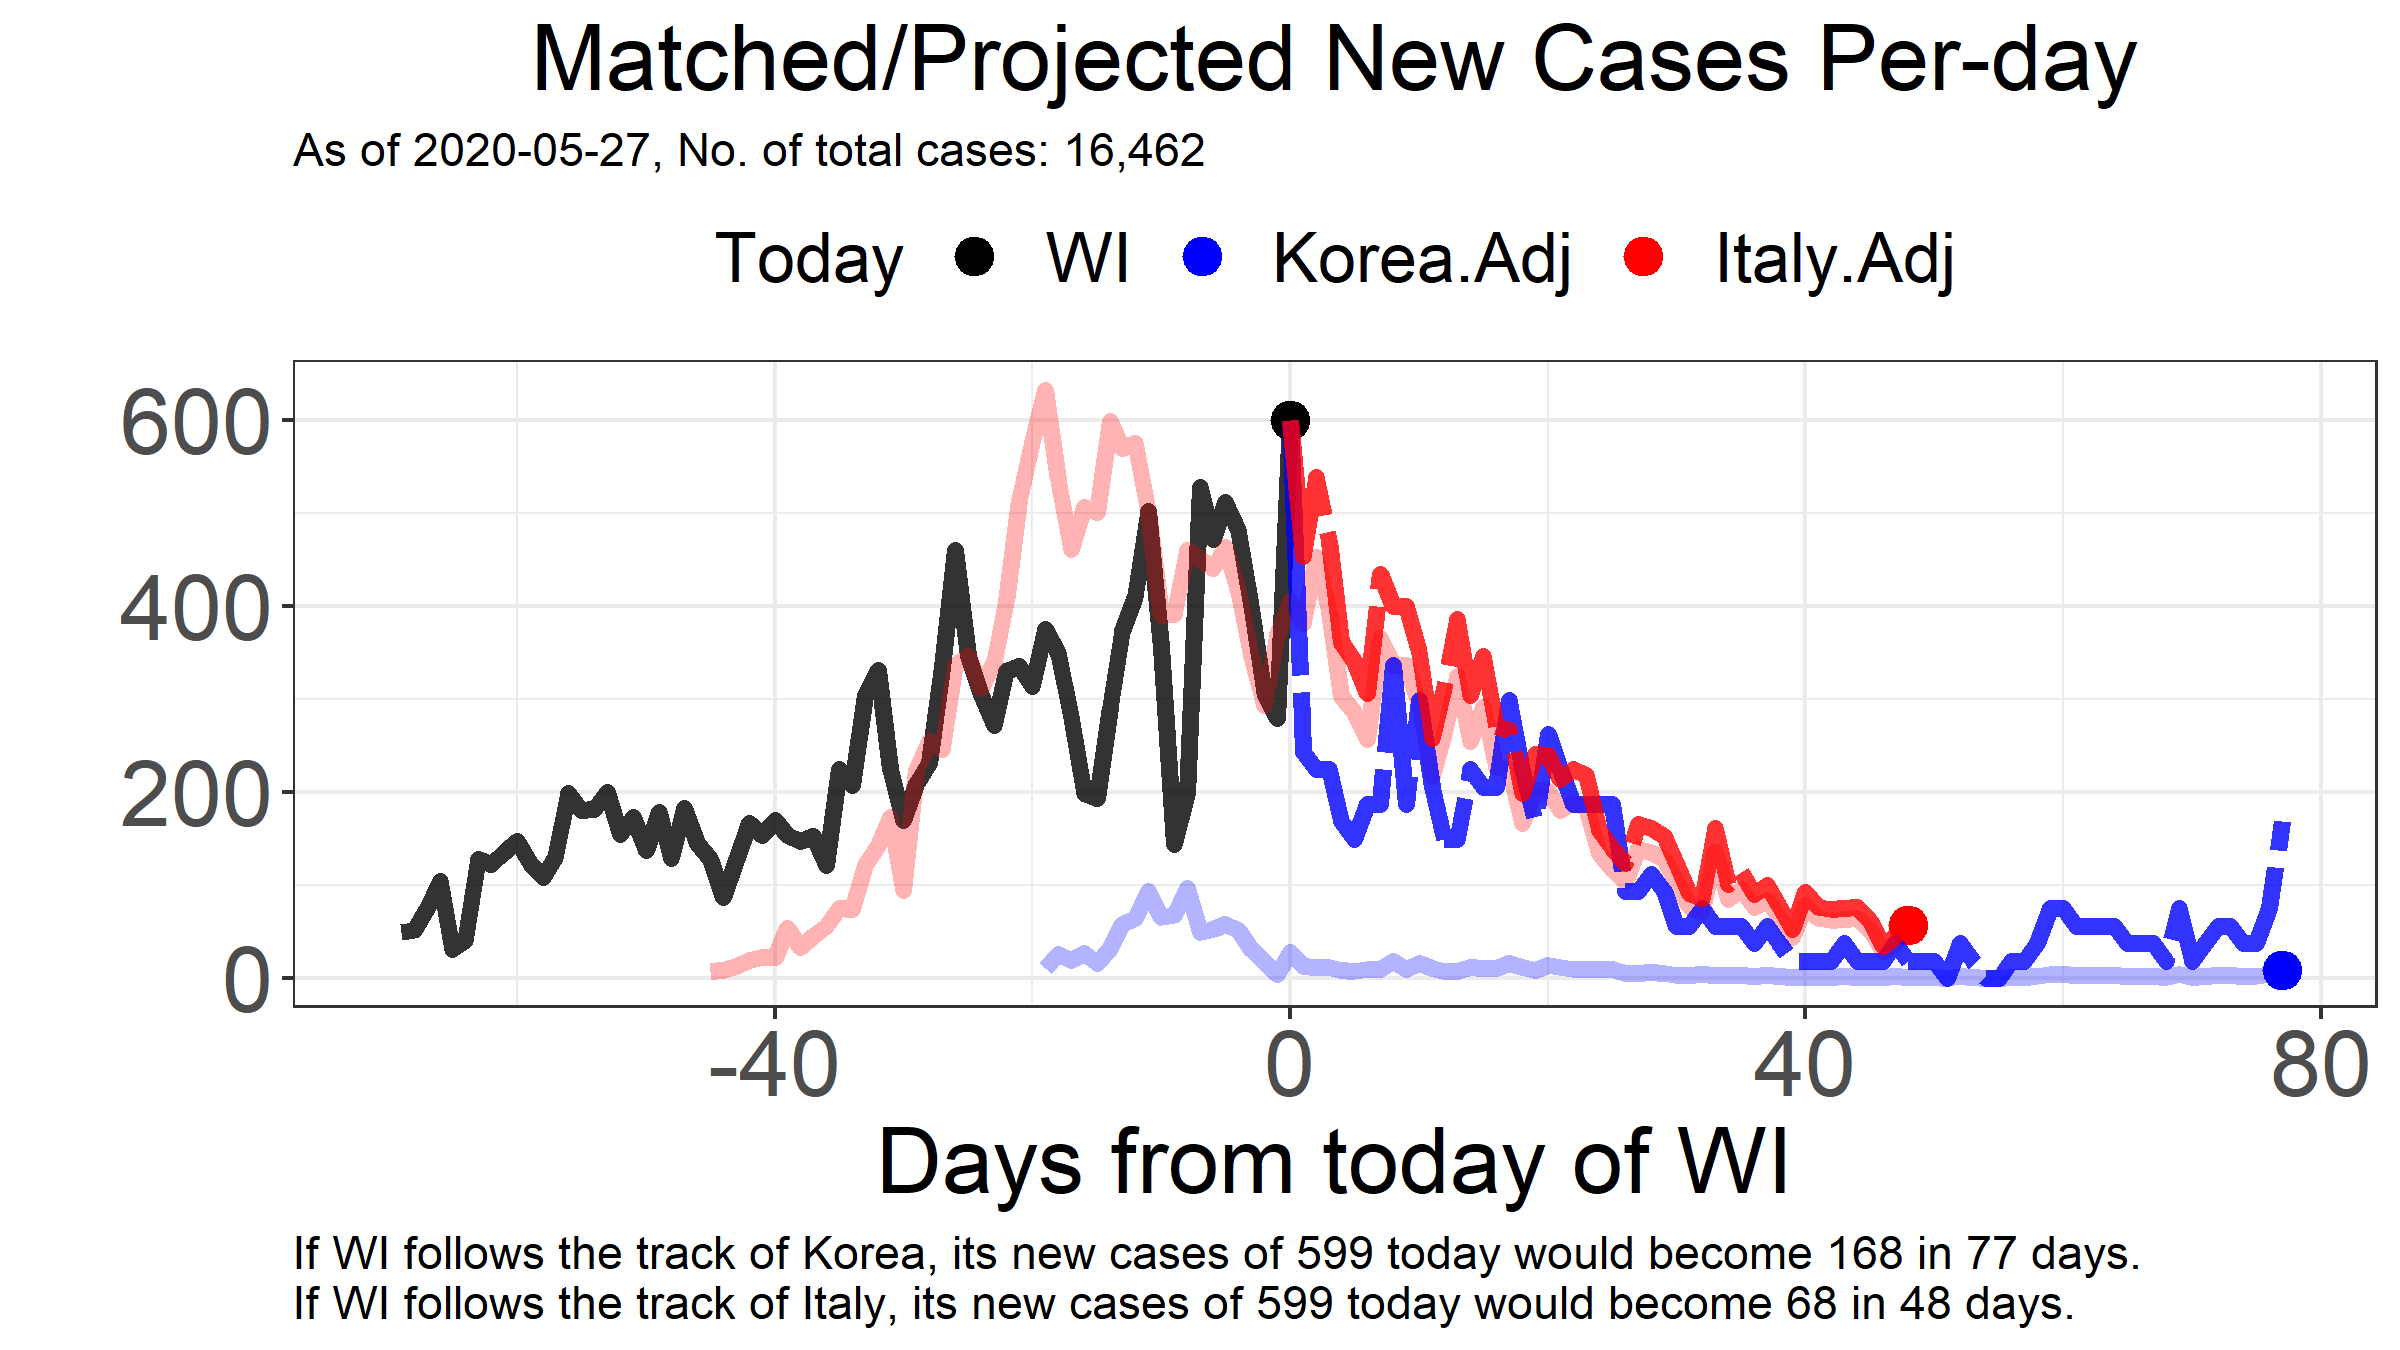 Matched/Projected New Cases Per-day
As of 2020-05-27, No. of total cases: 16,462
Today WI Korea.Adj Italy.Adj
600
400
200
0
-40 0 40 80
Days from today of WI
If WI follows the track of Korea, its new cases of 599 today would become 168 in 77 days.
If WI follows the track of Italy, its new cases of 599 today would become 68 in 48 days.